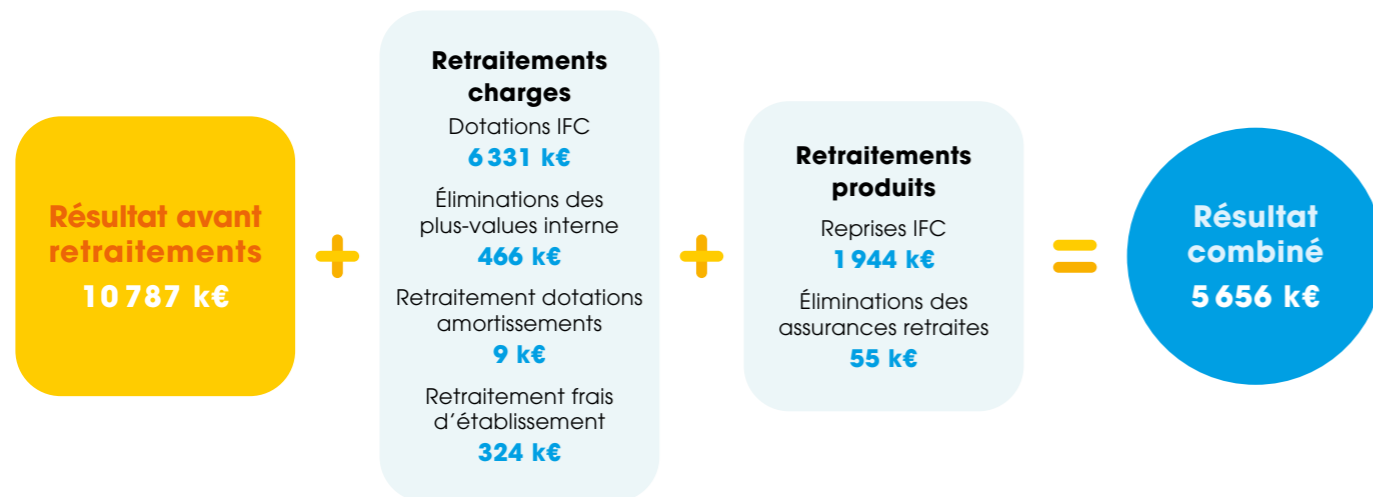 Résultat avant
retraitements
10 787 k€
+
Retraitements
charges
Dotations IFC
6 331 k€
Éliminations des
plus-values interne
466 k€
Retraitement dotations
amortissements
9 k€
Retraitement frais
d'établissement
324 k€
+
Retraitements
produits
Reprises IFC
1 944 k€
Éliminations des
assurances retraites
55 k€
=
Résultat
combiné
5 656 k€